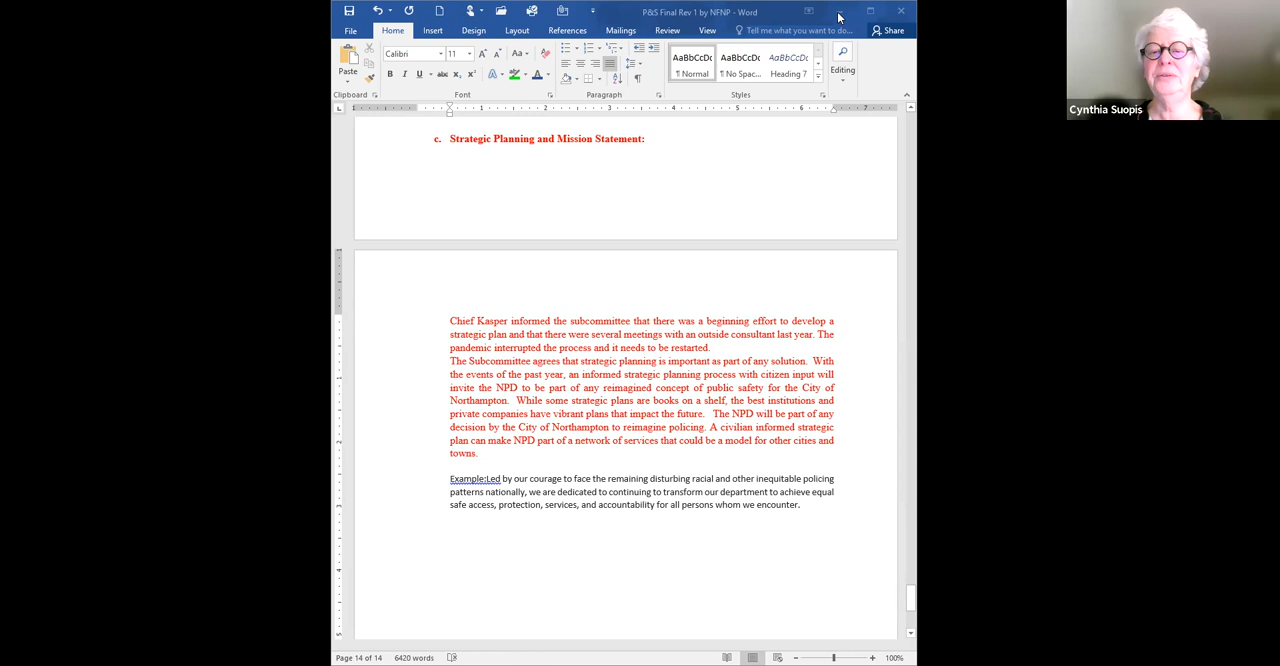 P&S Final Rev 1 by NFNP - Word
File Home Insert Design Layout References Mailings Review View Tell me what you want to do... Share
Paste
Calibri 11
Aa
B I U abc x₂ x² A A
AaBbCcDc AaBbCcDc AaBbCcDc
¶ Normal ¶ No Spac... Heading 7
Editing
Clipboard Font Paragraph Styles
1 1 2 3 4 5 6 7
Cynthia Suopis
c. Strategic Planning and Mission Statement:
Chief Kasper informed the subcommittee that there was a beginning effort to develop a
strategic plan and that there were several meetings with an outside consultant last year. The
pandemic interrupted the process and it needs to be restarted.
The Subcommittee agrees that strategic planning is important as part of any solution. With
the events of the past year, an informed strategic planning process with citizen input will
invite the NPD to be part of any reimagined concept of public safety for the City of
Northampton. While some strategic plans are books on a shelf, the best institutions and
private companies have vibrant plans that impact the future. The NPD will be part of any
decision by the City of Northampton to reimagine policing. A civilian informed strategic
plan can make NPD part of a network of services that could be a model for other cities and
towns.
Example:Led by our courage to face the remaining disturbing racial and other inequitable policing
patterns nationally, we are dedicated to continuing to transform our department to achieve equal
safe access, protection, services, and accountability for all persons whom we encounter.
Page 14 of 14 6420 words 100%